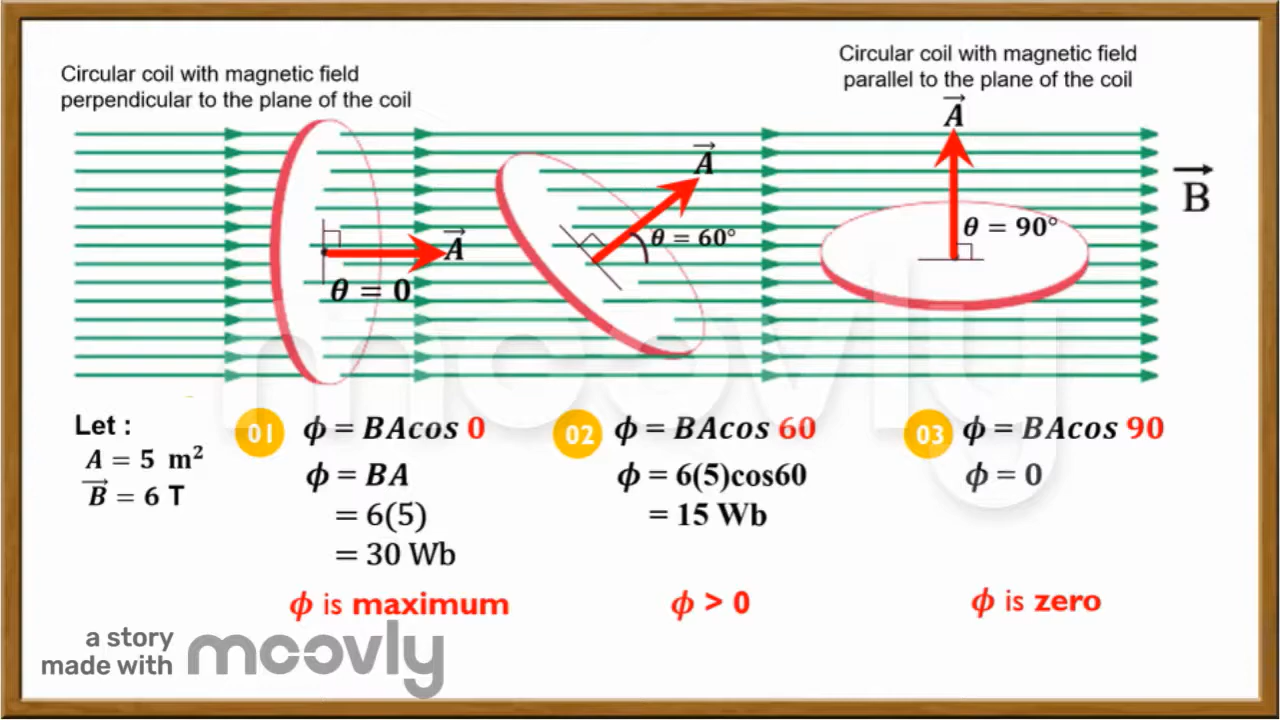 Circular coil with magnetic field
perpendicular to the plane of the coil
Circular coil with magnetic field
parallel to the plane of the coil
A⃗
θ = 0
A⃗
θ = 60°
A⃗
θ = 90°
B⃗
Let :
A = 5 m²
B⃗ = 6 T
01
ϕ = BAcos 0
ϕ = BA
= 6(5)
= 30 Wb
ϕ is maximum
02
ϕ = BAcos 60
ϕ = 6(5)cos60
= 15 Wb
ϕ > 0
03
ϕ = BAcos 90
ϕ = 0
ϕ is zero
moovly
a story
made with
moovly